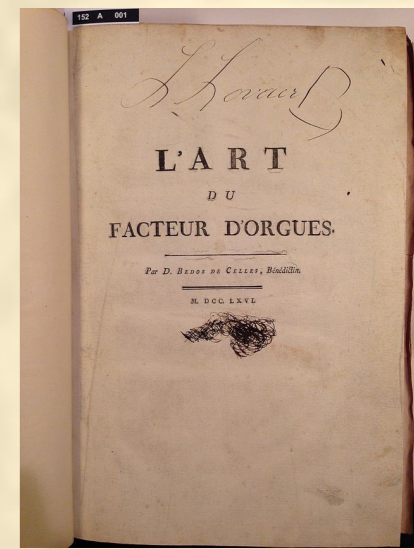 152 A 001
L'ART
DU
FACTEUR D'ORGUES.
Par D. BEDOS DE CELLES, Bénédictin.
M. DCC. LXVI.